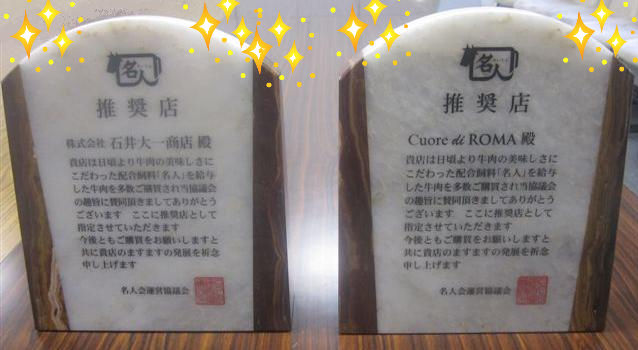 名人
推奨店
株式会社 石井大一商店 殿
貴店は日頃より牛肉の美味しさに
こだわった配合飼料「名人」を給与
した牛肉を多数ご購買され当協議会
の趣旨に賛同頂きましてありがとう
ございます ここに推奨店として
指定させていただきます
今後ともご購買をお願いしますと
共に貴店のますますの発展を祈念
申し上げます
名人会運営協議会
名人
推奨店
Cuore di ROMA 殿
貴店は日頃より牛肉の美味しさに
こだわった配合飼料「名人」を給与
した牛肉を多数ご購買され当協議会
の趣旨に賛同頂きましてありがとう
ございます ここに推奨店として
指定させていただきます
今後ともご購買をお願いしますと
共に貴店のますますの発展を祈念
申し上げます
名人会運営協議会